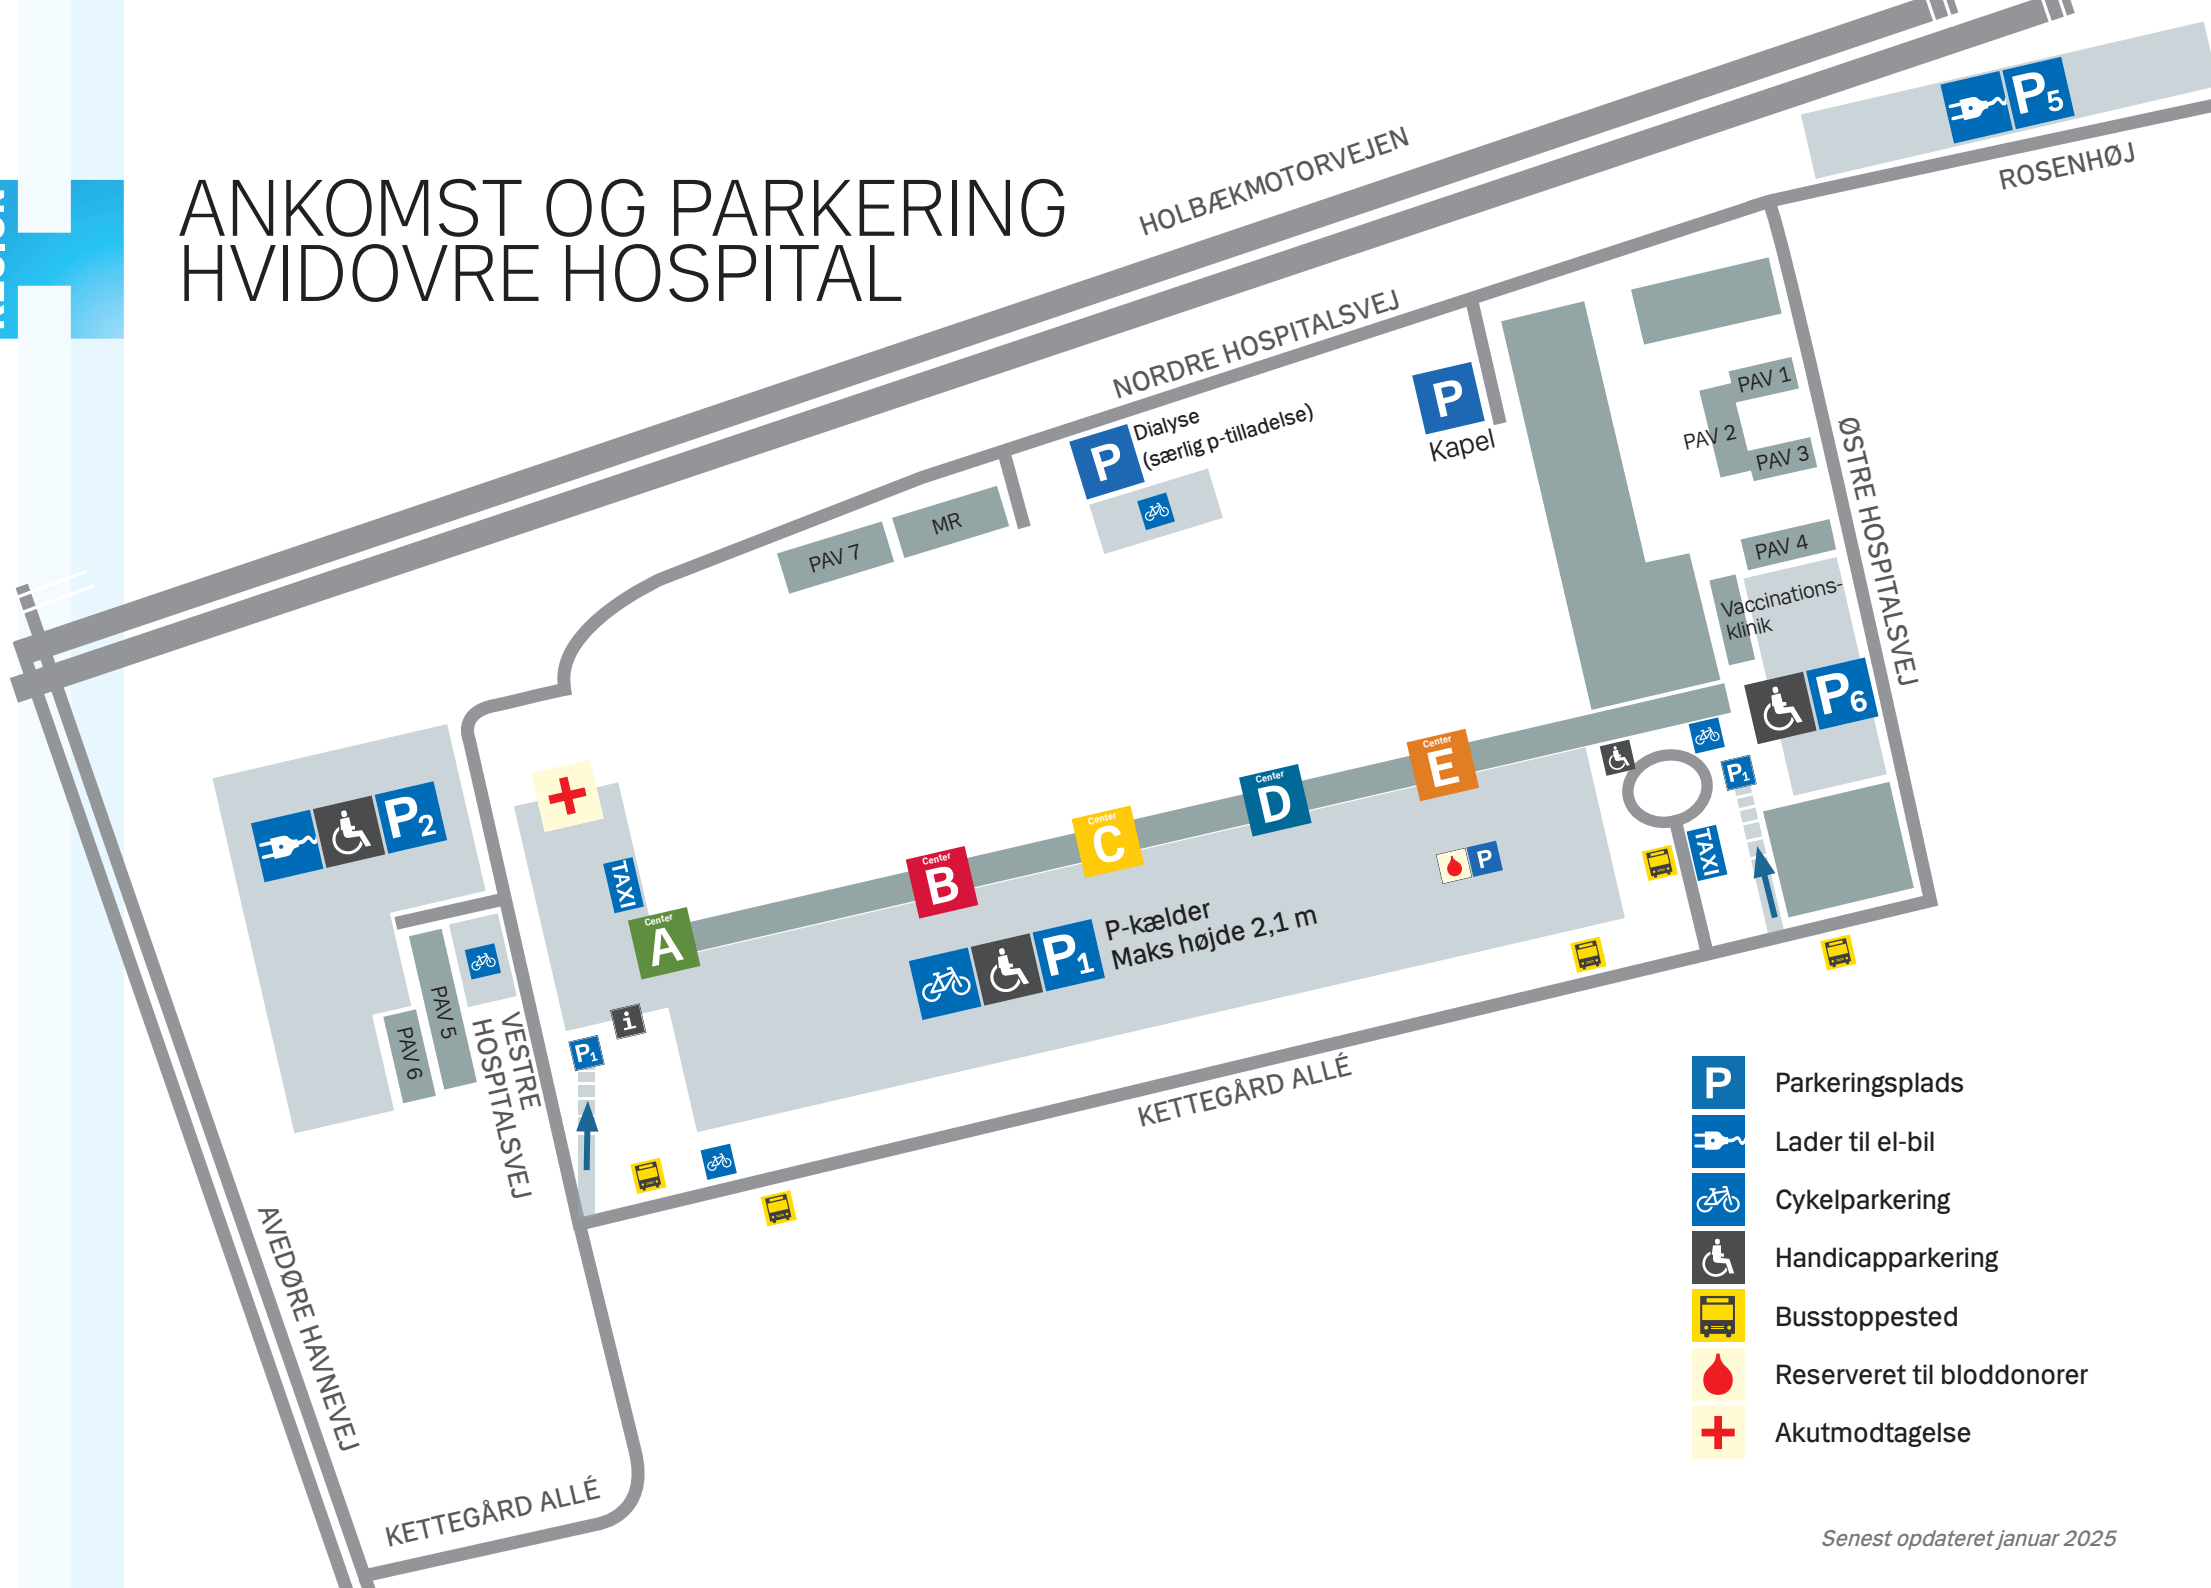 ANKOMST OG PARKERING
HVIDOVRE HOSPITAL
HOLBÆKMOTORVEJEN
P5
ROSENHØJ
NORDRE HOSPITALSVEJ
P
Dialyse
(særlig p-tilladelse)
P
Kapel
PAV 1
PAV 2
PAV 3
ØSTRE HOSPITALSVEJ
MR
PAV 7
PAV 4
Vaccinations-
klinik
P6
P2
TAXI
Center
A
Center
B
Center
C
Center
D
Center
E
P
P1
TAXI
P1
P-kælder
Maks højde 2,1 m
PAV 5
PAV 6
VESTRE
HOSPITALSVEJ
i
P1
KETTEGÅRD ALLÉ
AVEDØRE HAVNEVEJ
KETTEGÅRD ALLÉ
P
Parkeringsplads
Lader til el-bil
Cykelparkering
Handicapparkering
Busstoppested
Reserveret til bloddonorer
Akutmodtagelse
Senest opdateret januar 2025